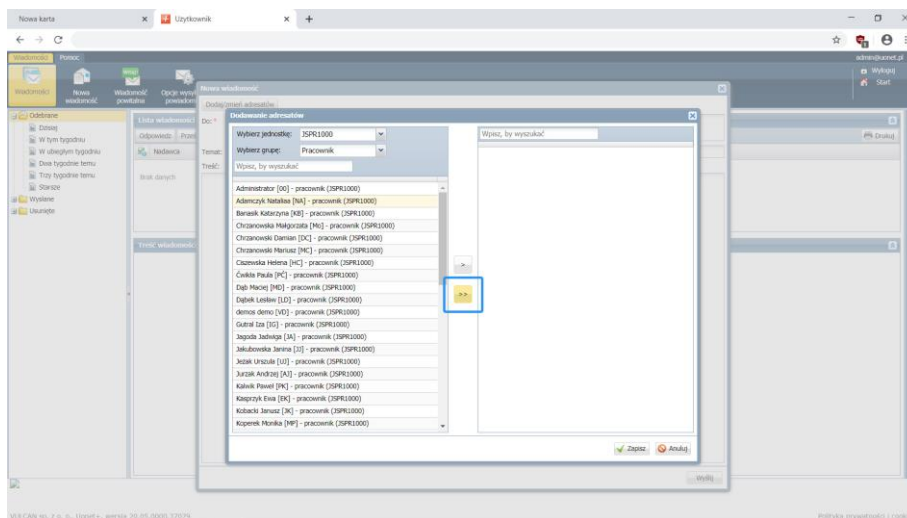 Nowa karta
Użytkownik
Wiadomości Pomoc
admin@uonet.pl
Wiadomości
Nowa wiadomość
Wiadomość powitalna
Opcje wysył
powiadom
Wyloguj
Start
Odebrane
Dzisiaj
W tym tygodniu
W ubiegłym tygodniu
Dwa tygodnie temu
Trzy tygodnie temu
Starsze
Wysłane
Usunięte
Lista wiadomości
Odpowiedz Prześ
Nadawca
Brak danych
Treść wiadomości
Drukuj
Nowa wiadomość
Dodaj/zmień adresatów
Do: *
Temat:
Treść:
Dodawanie adresatów
Wybierz jednostkę: JSPR1000
Wybierz grupę: Pracownik
Wpisz, by wyszukać
Wpisz, by wyszukać
Administrator [00] - pracownik (JSPR1000)
Adamczyk Nataliaa [NA] - pracownik (JSPR1000)
Banasik Katarzyna [KB] - pracownik (JSPR1000)
Chrzanowska Małgorzata [Mo] - pracownik (JSPR1000)
Chrzanowski Damian [DC] - pracownik (JSPR1000)
Chrzanowski Mariusz [MC] - pracownik (JSPR1000)
Ciszewska Helena [HC] - pracownik (JSPR1000)
Ćwikła Paula [PĆ] - pracownik (JSPR1000)
Dąb Maciej [MD] - pracownik (JSPR1000)
Dąbek Lesław [LD] - pracownik (JSPR1000)
demos demo [VD] - pracownik (JSPR1000)
Gutral Iza [IG] - pracownik (JSPR1000)
Jagoda Jadwiga [JA] - pracownik (JSPR1000)
Jakubowska Janina [JJ] - pracownik (JSPR1000)
Jeżak Urszula [UJ] - pracownik (JSPR1000)
Jurzak Andrzej [AJ] - pracownik (JSPR1000)
Kalwik Paweł [PK] - pracownik (JSPR1000)
Kasprzyk Ewa [EK] - pracownik (JSPR1000)
Kobacki Janusz [JK] - pracownik (JSPR1000)
Koperek Monika [MP] - pracownik (JSPR1000)
>
>>
Zapisz Anuluj
Wyślij